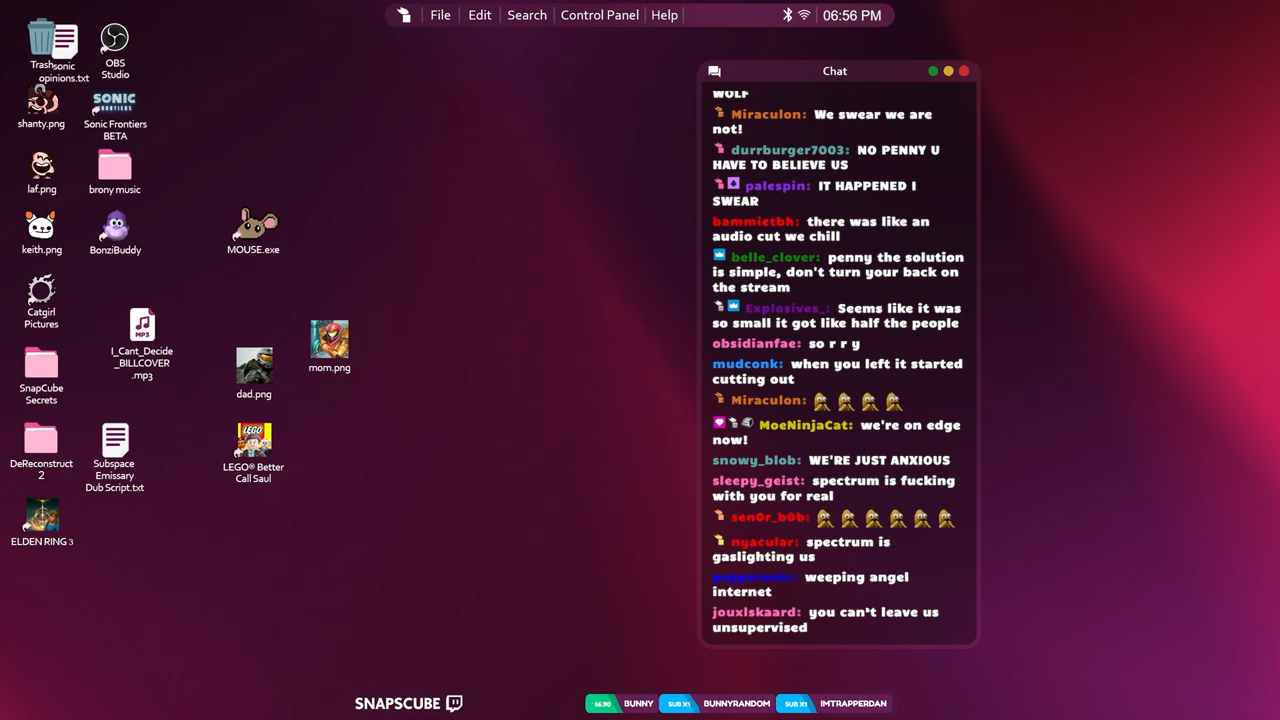 File Edit Search Control Panel Help 06:56 PM
Trash
sonic
opinions.txt
OBS
Studio
shanty.png
SONIC
FRONTIERS
Sonic Frontiers
BETA
laf.png
brony music
keith.png
BonziBuddy
MOUSE.exe
Catgirl
Pictures
MP3
I_Cant_Decide
_BILLCOVER
.mp3
mom.png
SnapCube
Secrets
dad.png
DeReconstruct
2
Subspace
Emissary
Dub Script.txt
LEGO
LEGO® Better
Call Saul
ELDEN RING 3
Chat
WOLF
Miraculon: We swear we are
not!
durrburger7003: NO PENNY U
HAVE TO BELIEVE US
palespin: IT HAPPENED I
SWEAR
bammietbh: there was like an
audio cut we chill
belle_clover: penny the solution
is simple, don't turn your back on
the stream
Explosives_: Seems like it was
so small it got like half the people
obsidianfae: so r r y
mudconk: when you left it started
cutting out
Miraculon:
MoeNinjaCat: we're on edge
now!
snowy_blob: WE'RE JUST ANXIOUS
sleepy_geist: spectrum is fucking
with you for real
sen0r_b0b:
nyacular: spectrum is
gaslighting us
weeping angel
internet
jouxlskaard: you can't leave us
unsupervised
SNAPSCUBE
$6.90 BUNNY SUB X1 BUNNYRANDOM SUB X1 IMTRAPPERDAN